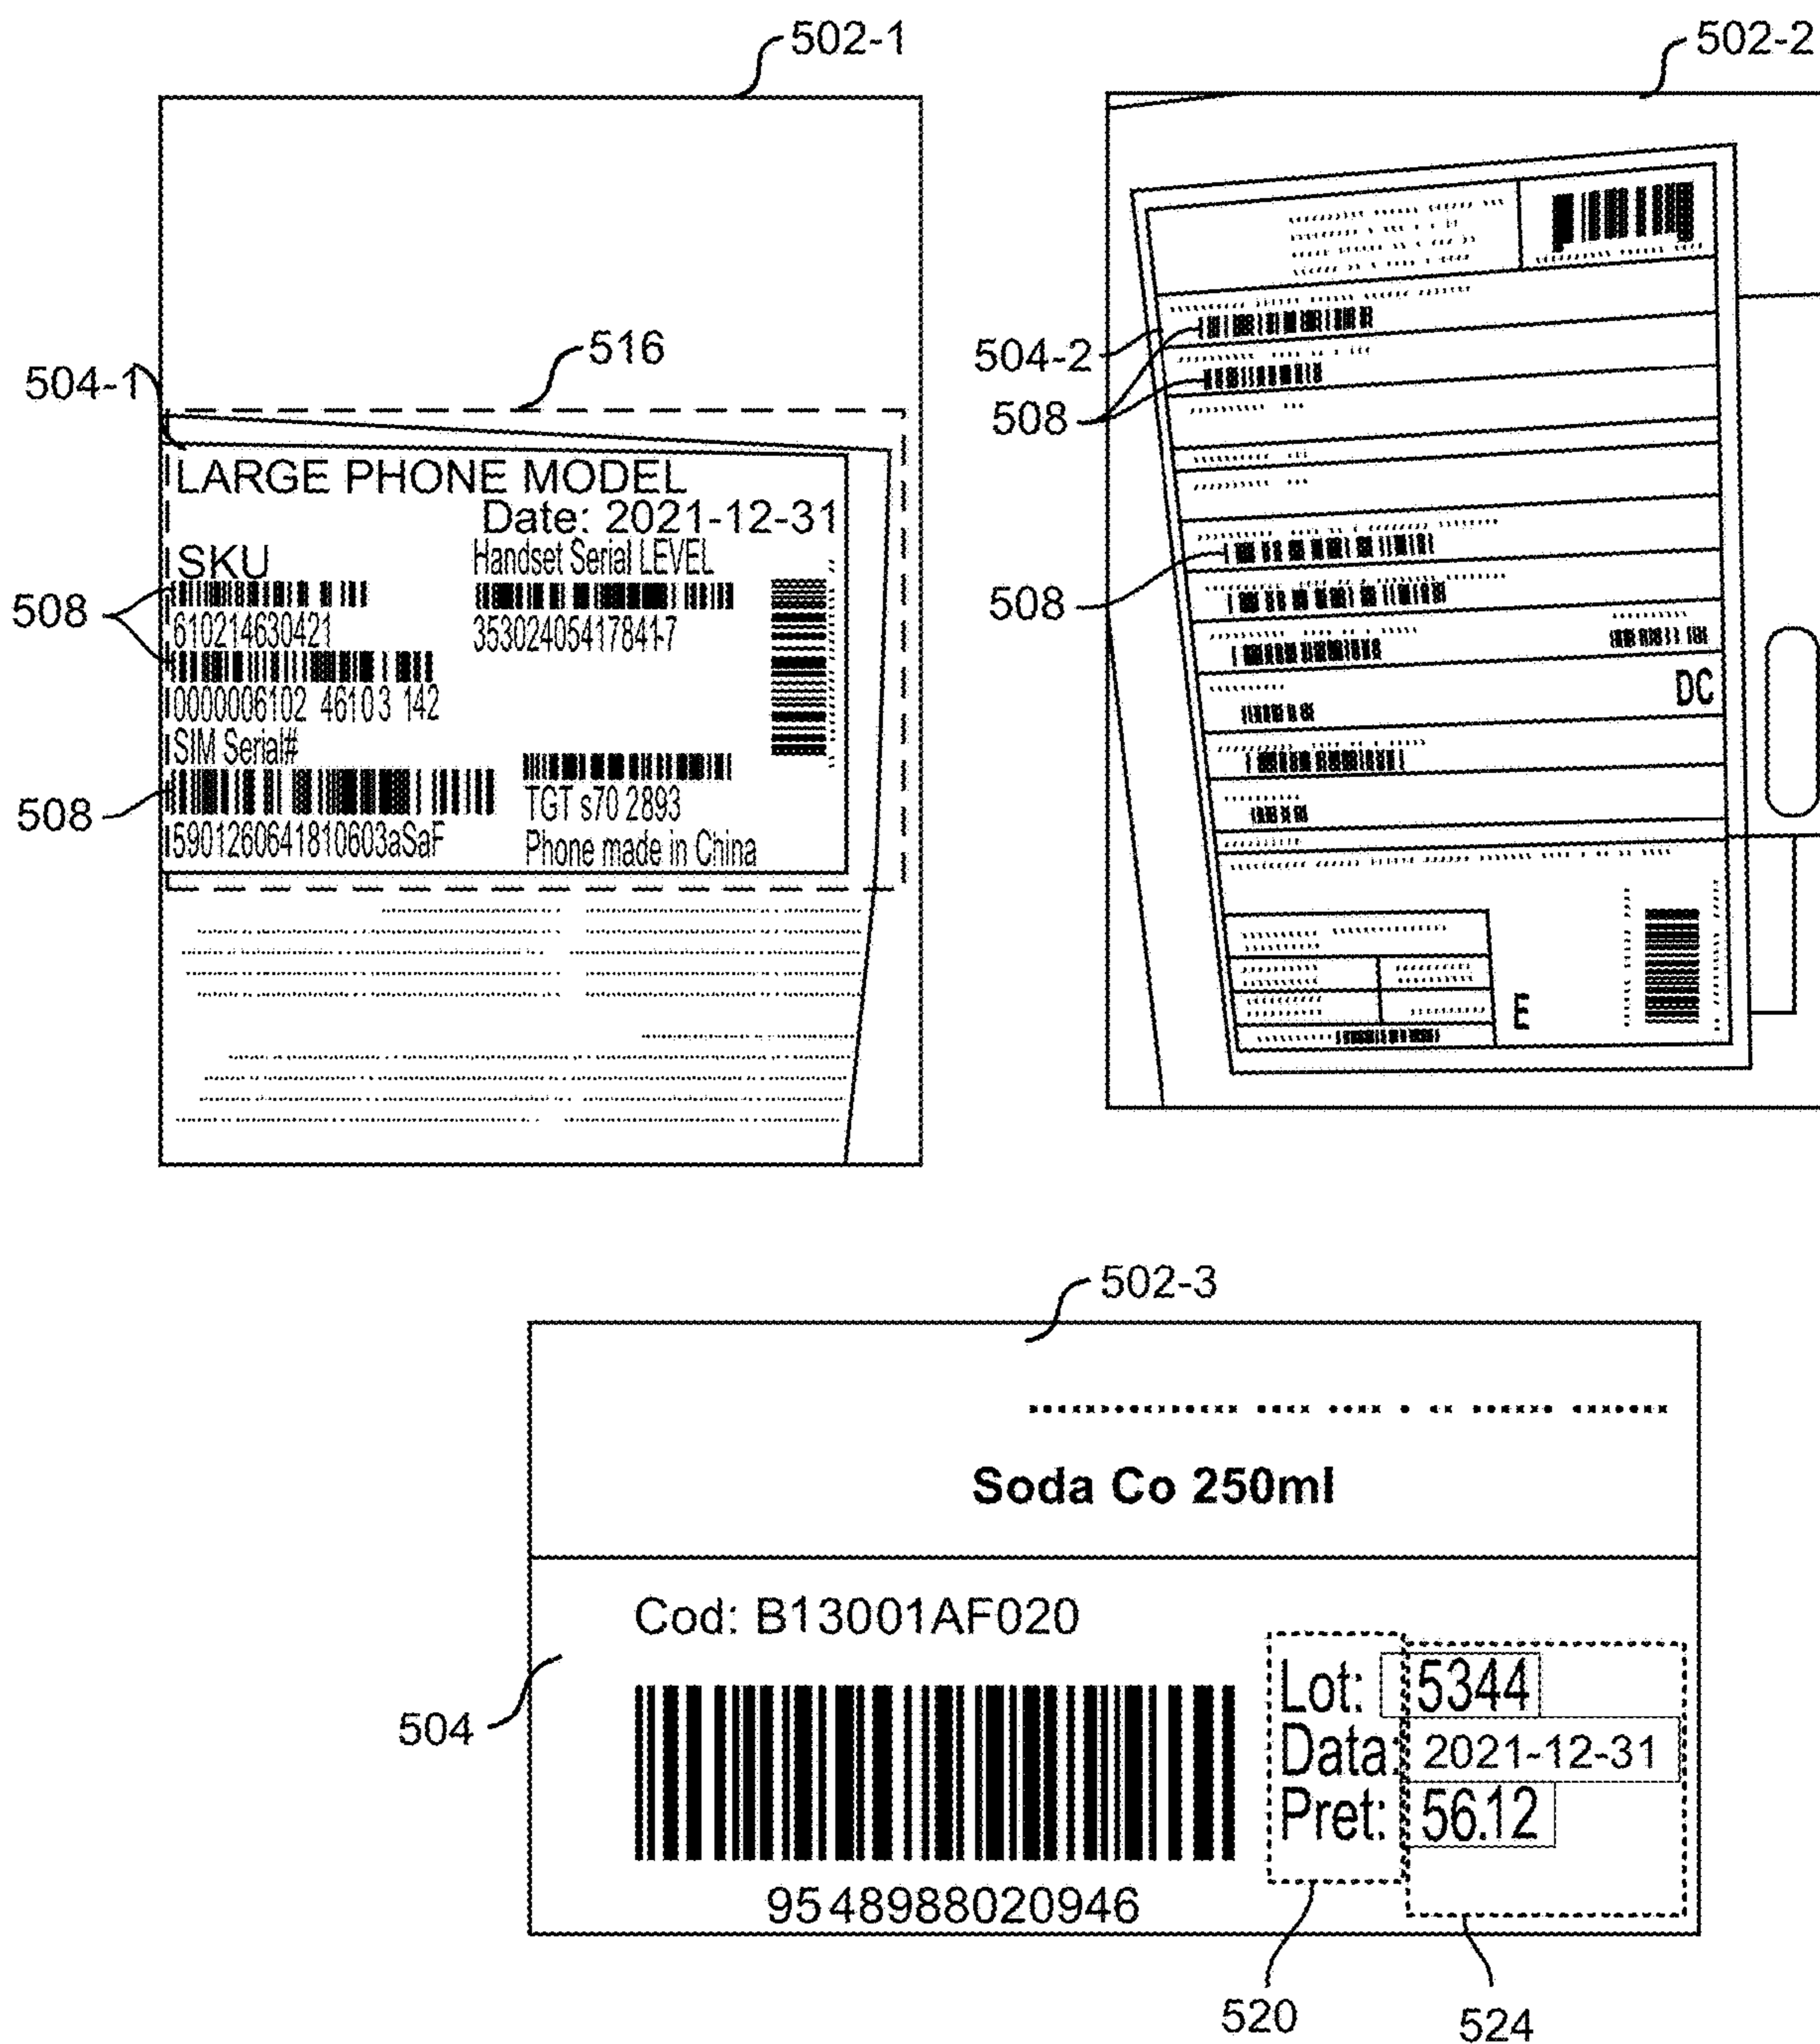 502-1
516
504-1
LARGE PHONE MODEL
Date: 2021-12-31
SKU
Handset Serial LEVEL
508
610214630421
35302405417841-7
0000006102 46103 142
SIM Serial#
508
TGT s70 2893
5901260641810603aSaF
Phone made in China
502-2
504-2
508
508
DC
E
502-3
Soda Co 250ml
Cod: B13001AF020
504
Lot: 5344
Data: 2021-12-31
Pret: 56.12
9548988020946
520
524